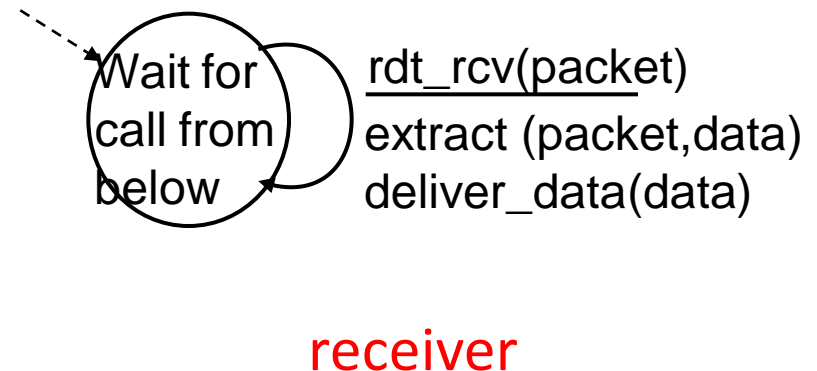 Wait for
call from
below
rdt_rcv(packet)
extract (packet,data)
deliver_data(data)
receiver